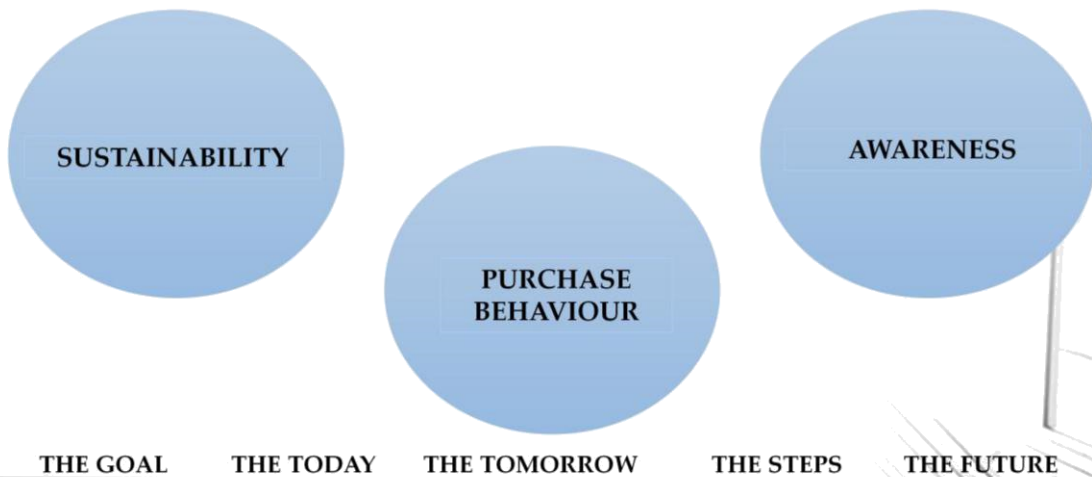 SUSTAINABILITY
AWARENESS
PURCHASE
BEHAVIOUR
THE GOAL THE TODAY THE TOMORROW THE STEPS THE FUTURE